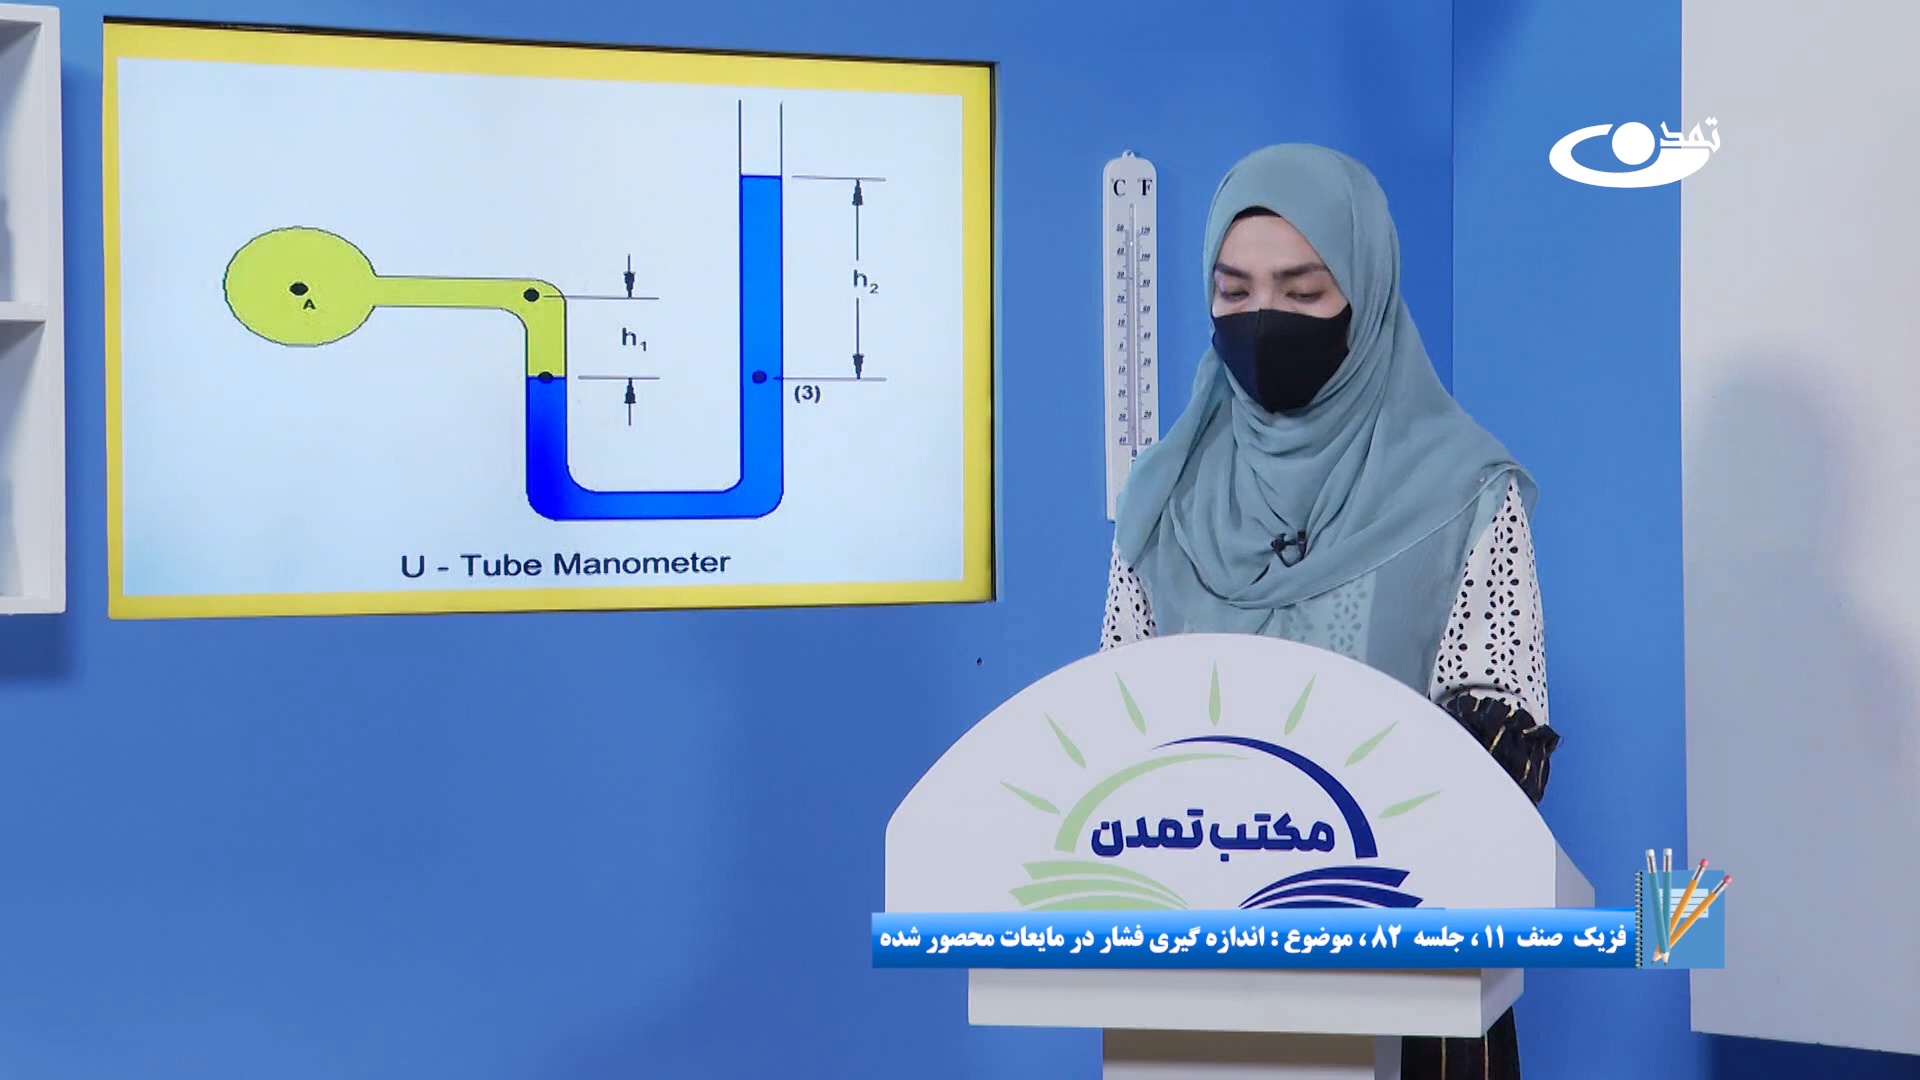 تمدن
A
h1
h2
(3)
U - Tube Manometer
C F
مکتب تمدن
فزیک صنف ۱۱، جلسه ۸۲، موضوع : اندازه گیری فشار در مایعات محصور شده